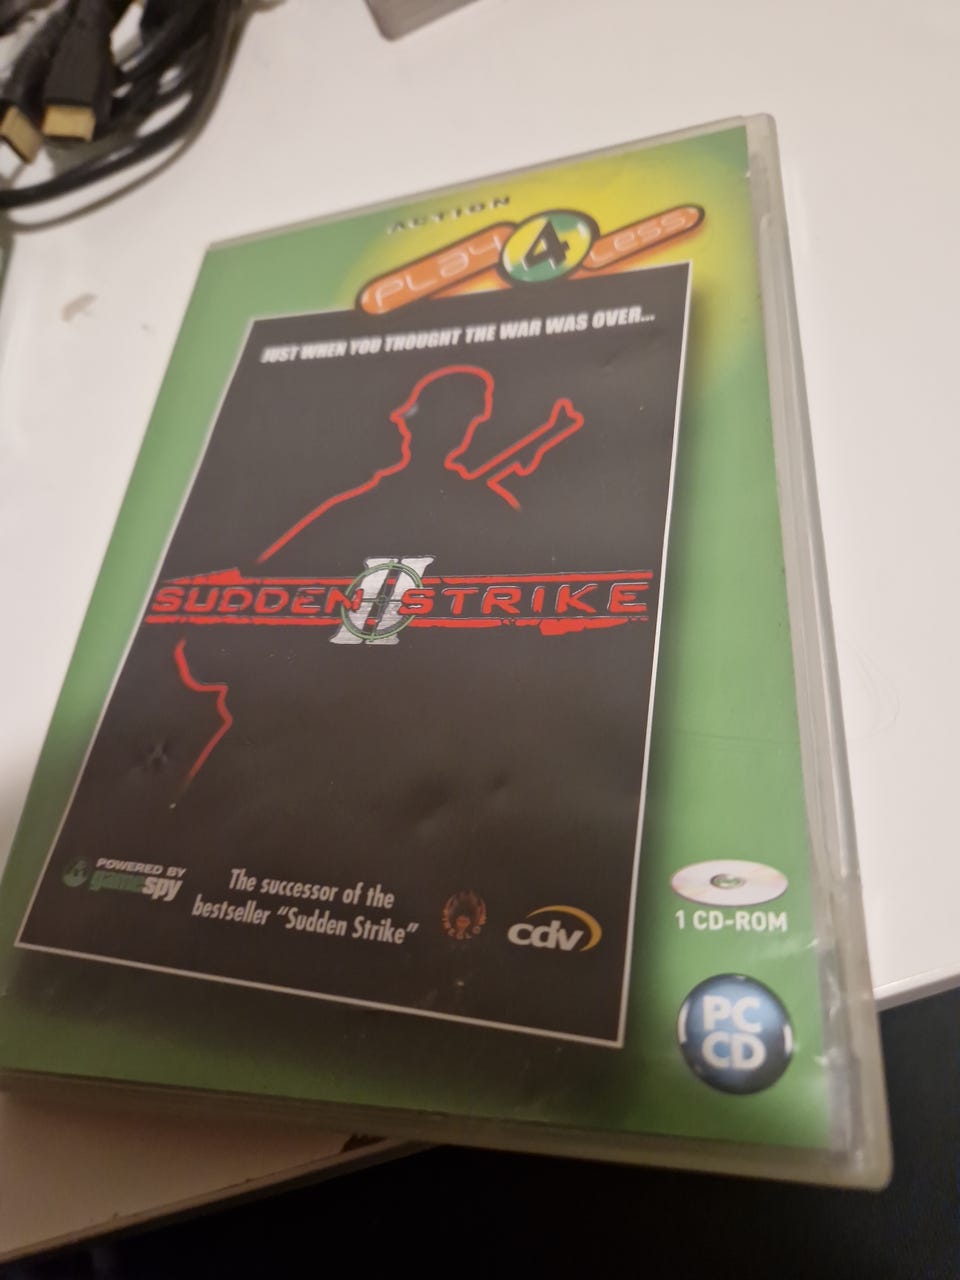 ACTION
PLAY 4 LESS
JUST WHEN YOU THOUGHT THE WAR WAS OVER...
SUDDEN II STRIKE
POWERED BY
gamespy
The successor of the
bestseller "Sudden Strike"
cdv
1 CD-ROM
PC
CD